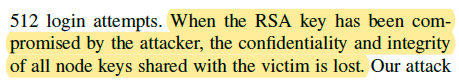 512 login attempts. When the RSA key has been com-
promised by the attacker, the confidentiality and integrity
of all node keys shared with the victim is lost. Our attack